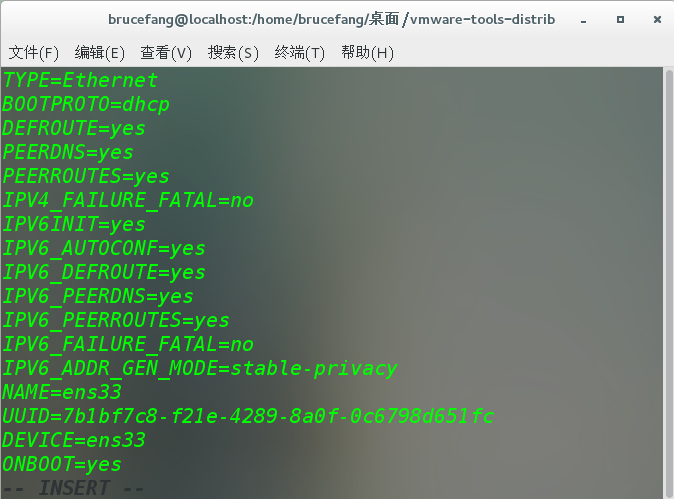 brucefang@localhost:/home/brucefang/桌面/vmware-tools-distrib
文件(F) 编辑(E) 查看(V) 搜索(S) 终端(T) 帮助(H)
TYPE=Ethernet
BOOTPROTO=dhcp
DEFROUTE=yes
PEERDNS=yes
PEERROUTES=yes
IPV4_FAILURE_FATAL=no
IPV6INIT=yes
IPV6_AUTOCONF=yes
IPV6_DEFROUTE=yes
IPV6_PEERDNS=yes
IPV6_PEERROUTES=yes
IPV6_FAILURE_FATAL=no
IPV6_ADDR_GEN_MODE=stable-privacy
NAME=ens33
UUID=7b1bf7c8-f21e-4289-8a0f-0c6798d651fc
DEVICE=ens33
ONBOOT=yes
-- INSERT --